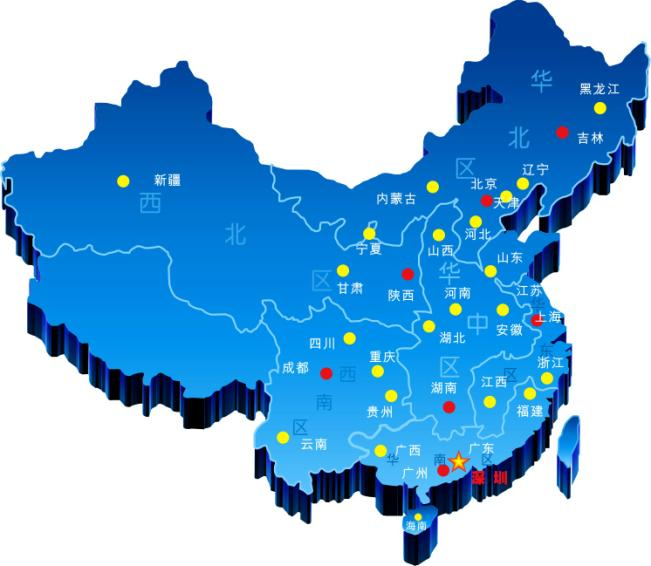 黑龙江
华
北
区
吉林
辽宁
北京
天津
新疆
内蒙古
西
北
区
河北
宁夏
山西
山东
甘肃
陕西
华
中
区
河南
江苏
华
东
区
上海
安徽
湖北
四川
重庆
浙江
成都
西
南
区
湖南
江西
贵州
福建
云南
广西
广东
华
南
区
广州
深圳
海南